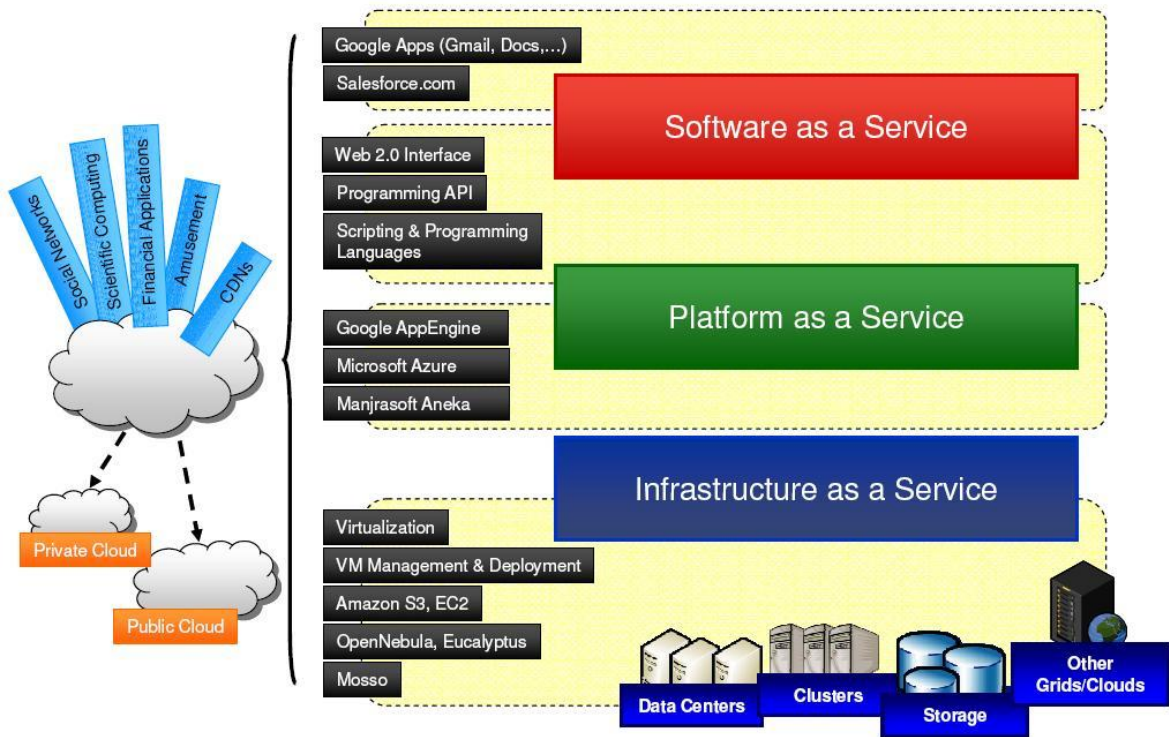 Social Networks
Scientific Computing
Financial Applications
Amusement
CDNs
Private Cloud
Public Cloud
Google Apps (Gmail, Docs,...)
Salesforce.com
Software as a Service
Web 2.0 Interface
Programming API
Scripting & Programming
Languages
Platform as a Service
Google AppEngine
Microsoft Azure
Manjrasoft Aneka
Infrastructure as a Service
Virtualization
VM Management & Deployment
Amazon S3, EC2
OpenNebula, Eucalyptus
Mosso
Data Centers
Clusters
Storage
Other
Grids/Clouds